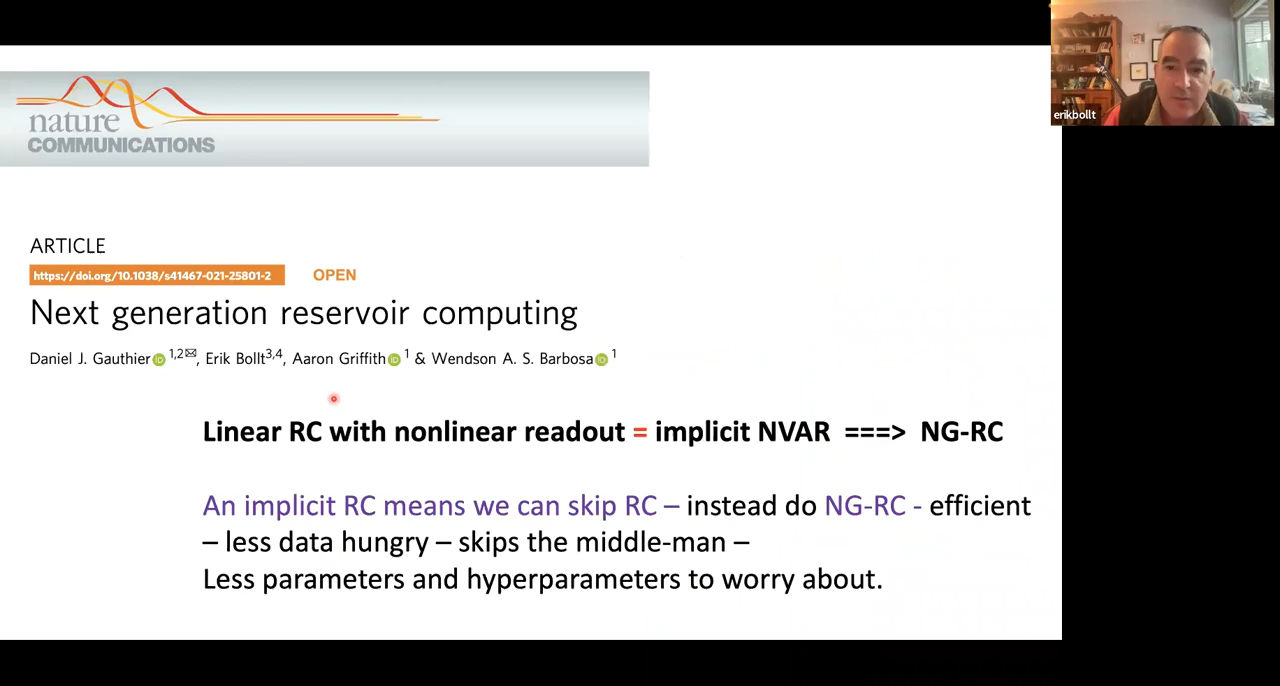 erikbollt
nature
COMMUNICATIONS
ARTICLE
https://doi.org/10.1038/s41467-021-25801-2 OPEN
Next generation reservoir computing
Daniel J. Gauthier 1,2✉, Erik Bollt3,4, Aaron Griffith 1 & Wendson A. S. Barbosa 1
Linear RC with nonlinear readout = implicit NVAR ===> NG-RC
An implicit RC means we can skip RC – instead do NG-RC - efficient
– less data hungry – skips the middle-man –
Less parameters and hyperparameters to worry about.